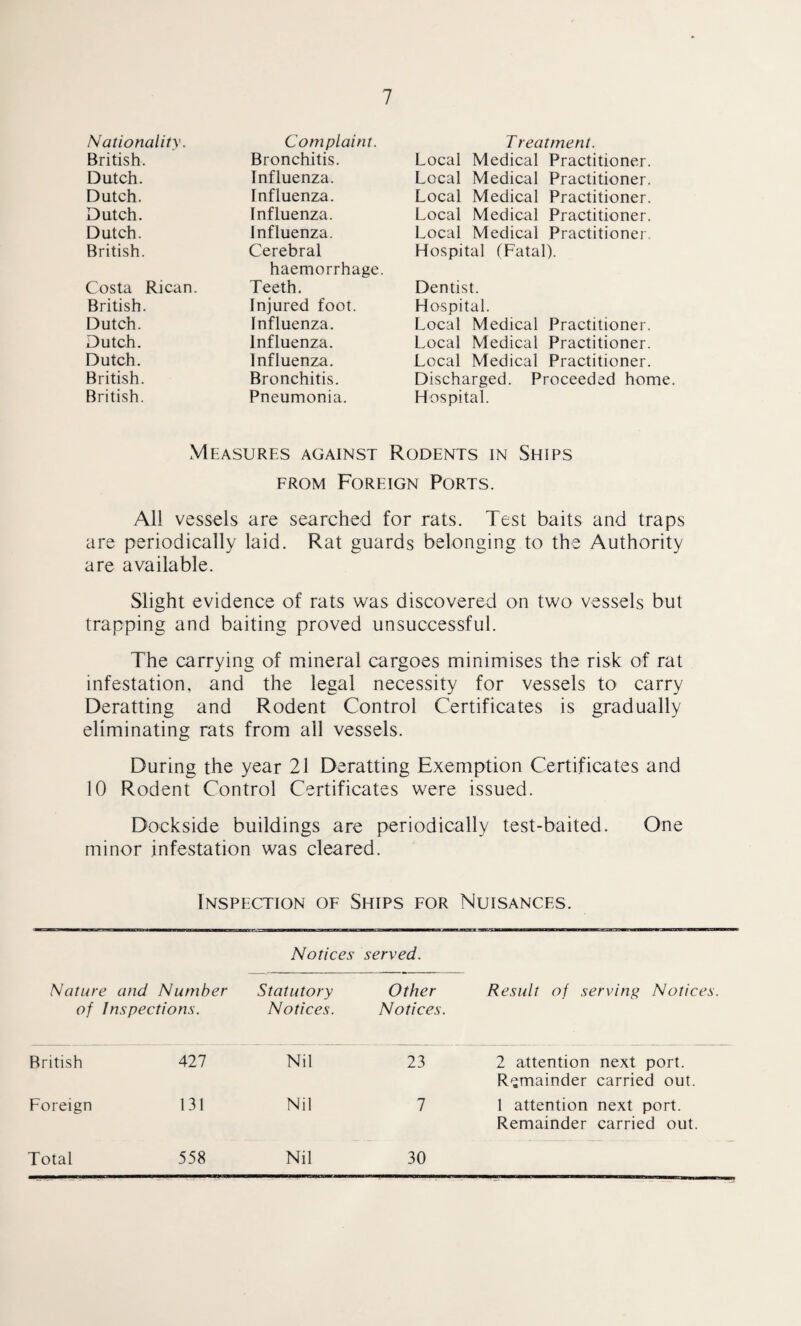 7
Nationality. Complaint. Treatment.
British. Bronchitis. Local Medical Practitioner.
Dutch. Influenza. Local Medical Practitioner.
Dutch. Influenza. Local Medical Practitioner.
Dutch. Influenza. Local Medical Practitioner.
Dutch. Influenza. Local Medical Practitioner.
British. Cerebral Hospital (Fatal).
haemorrhage.
Costa Rican. Teeth. Dentist.
British. Injured foot. Hospital.
Dutch. Influenza. Local Medical Practitioner.
Dutch. Influenza. Local Medical Practitioner.
Dutch. Influenza. Local Medical Practitioner.
British. Bronchitis. Discharged. Proceeded home.
British. Pneumonia. Hospital.
Measures against Rodents in Ships
from Foreign Ports.
All vessels are searched for rats. Test baits and traps
are periodically laid. Rat guards belonging to the Authority
are available.
Slight evidence of rats was discovered on two vessels but
trapping and baiting proved unsuccessful.
The carrying of mineral cargoes minimises the risk of rat
infestation, and the legal necessity for vessels to carry
Deratting and Rodent Control Certificates is gradually
eliminating rats from all vessels.
During the year 21 Deratting Exemption Certificates and
10 Rodent Control Certificates were issued.
Dockside buildings are periodically test-baited. One
minor infestation was cleared.
Inspection of Ships for Nuisances.
Notices served.
Nature and Number Statutory Other Result of serving Notices.
of Inspections. Notices. Notices.
British 427 Nil 23 2 attention next port.
Remainder carried out.
Foreign 131 Nil 7 1 attention next port.
Remainder carried out.
Total 558 Nil 30